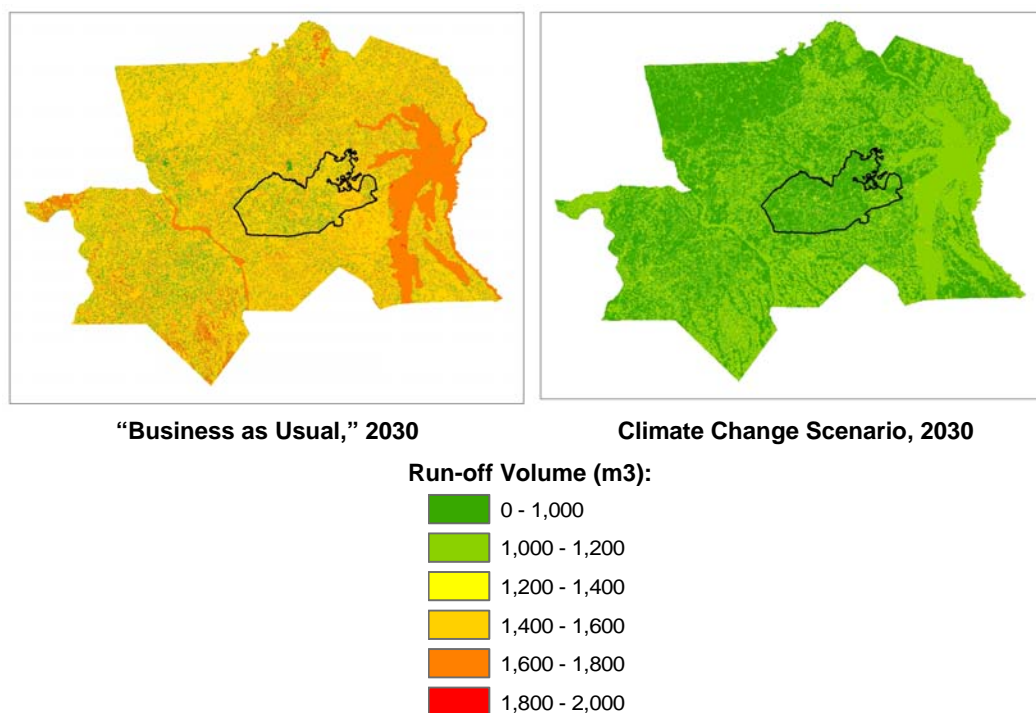 “Business as Usual,” 2030
Climate Change Scenario, 2030
Run-off Volume (m3):
0 - 1,000
1,000 - 1,200
1,200 - 1,400
1,400 - 1,600
1,600 - 1,800
1,800 - 2,000